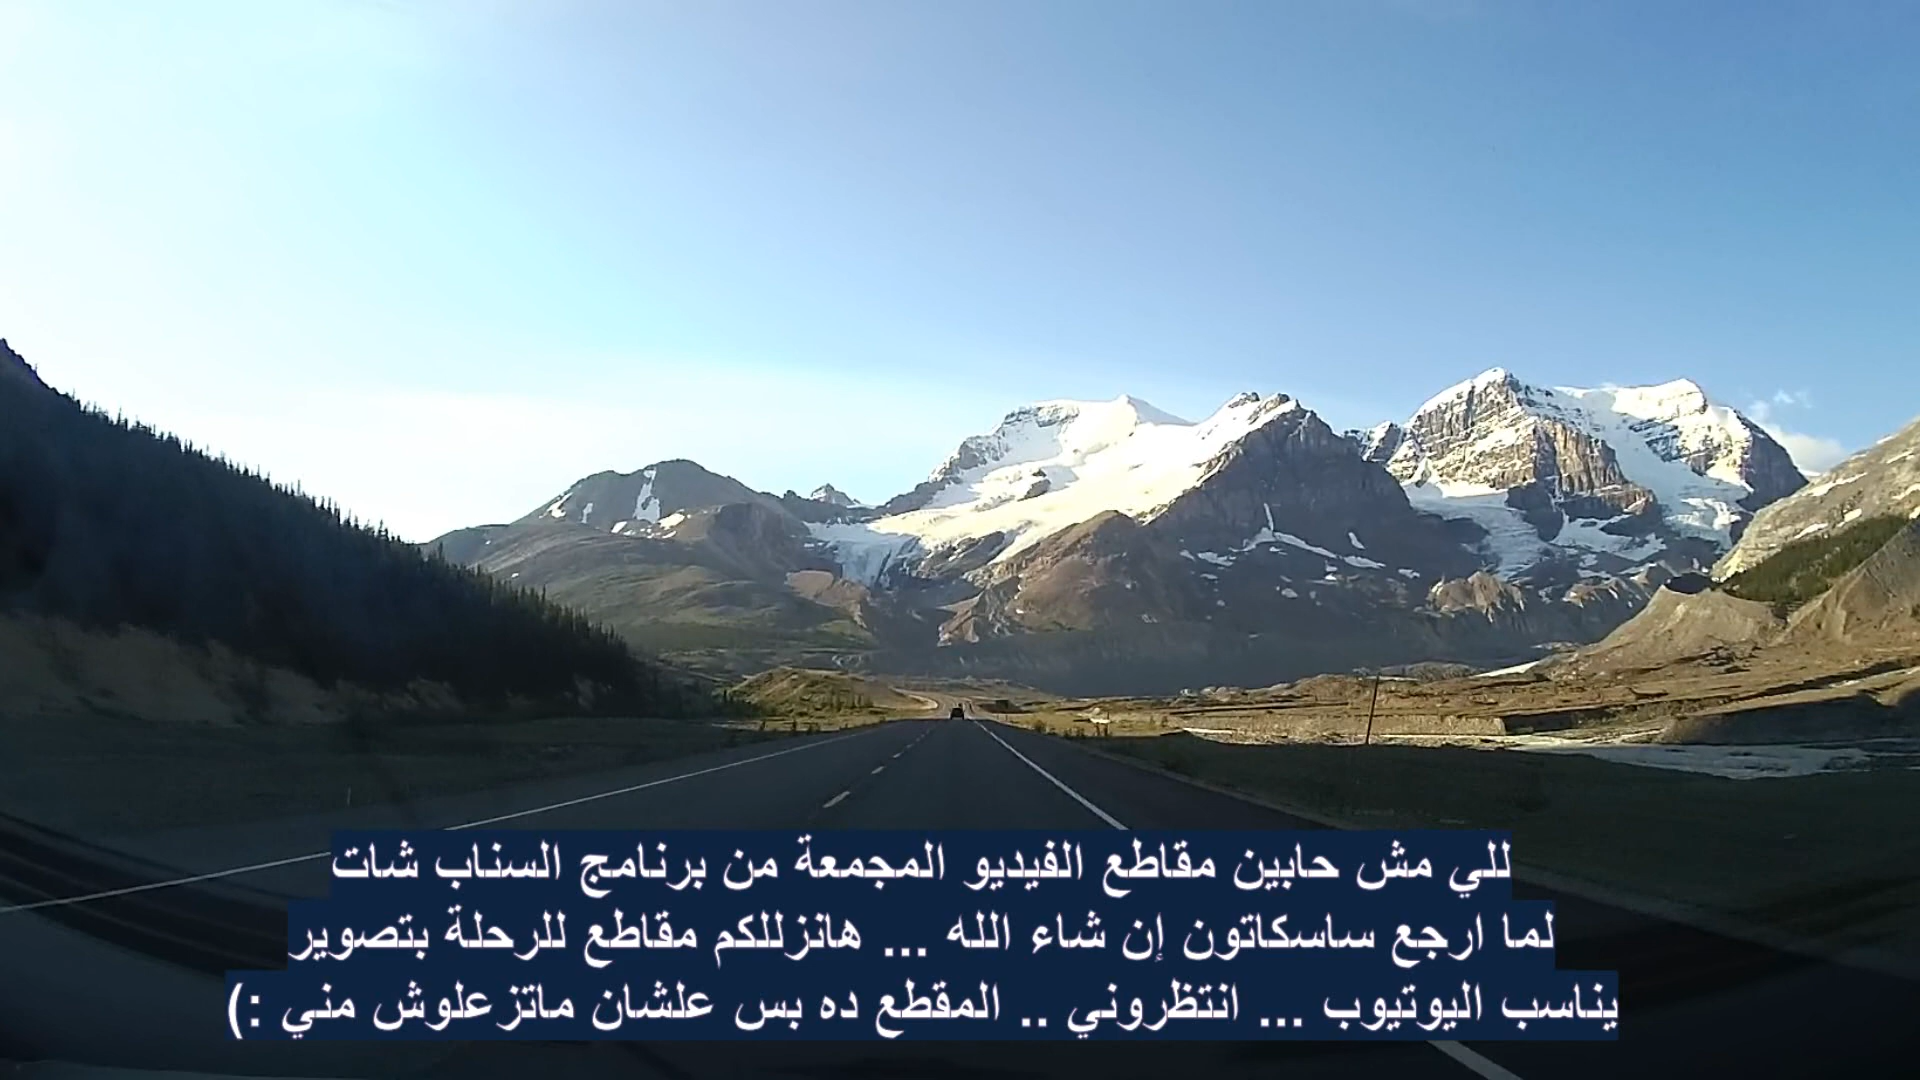 للي مش حابين مقاطع الفيديو المجمعة من برنامج السناب شات
لما ارجع ساسكاتون إن شاء الله ... هانزللكم مقاطع للرحلة بتصوير
يناسب اليوتيوب ... انتظروني .. المقطع ده بس علشان ماتزعلوش مني :)